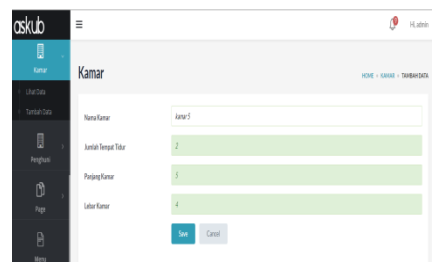 askub
Hi, admin
Kamar
Lihat Data
Tambah Data
Penghuni
Page
Menu
Kamar
HOME > KAMAR > TAMBAH DATA
Nama Kamar
kamar 5
Jumlah Tempat Tidur
2
Panjang Kamar
5
Lebar Kamar
4
Save
Cancel